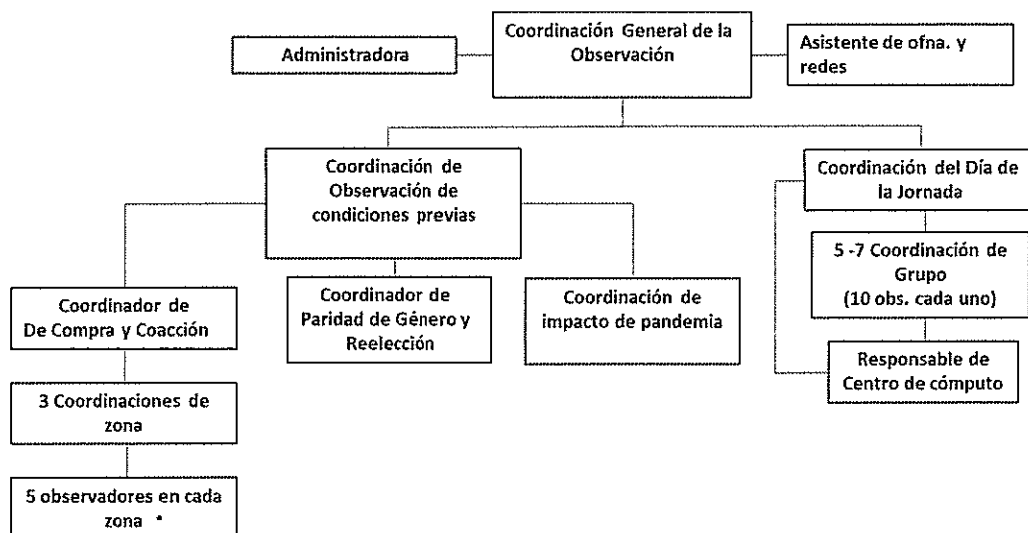 Administradora
Coordinación General de la
Observación
Asistente de ofna. y
redes
Coordinación de
Observación de
condiciones previas
Coordinación del Día de
la Jornada
5 -7 Coordinación de
Grupo
(10 obs. cada uno)
Responsable de
Centro de cómputo
Coordinador de
De Compra y Coacción
Coordinador de
Paridad de Género y
Reelección
Coordinación de
impacto de pandemia
3 Coordinaciones de
zona
5 observadores en cada
zona